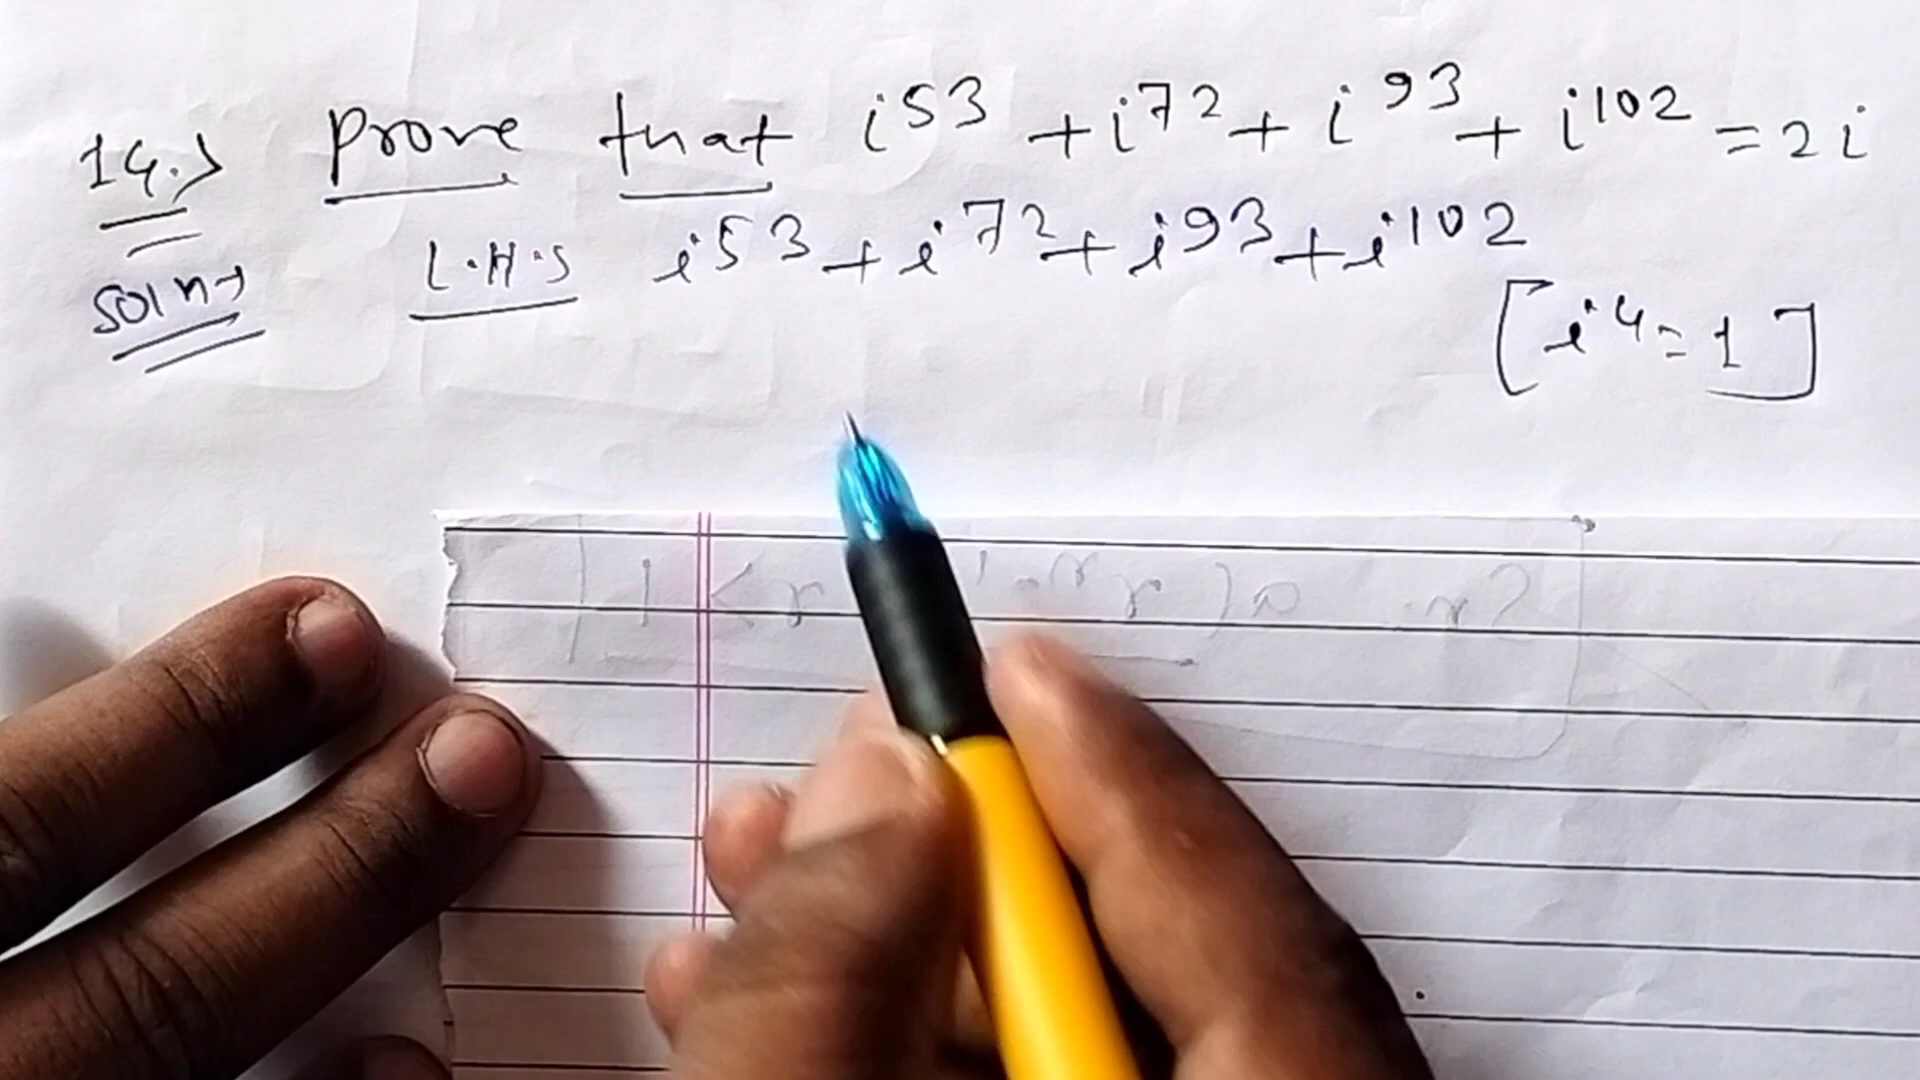 14.> Prove that i^53 + i^72 + i^93 + i^102 = 2i
Soln→ L.H.S i^53 + i^72 + i^93 + i^102
[i^4 = 1]